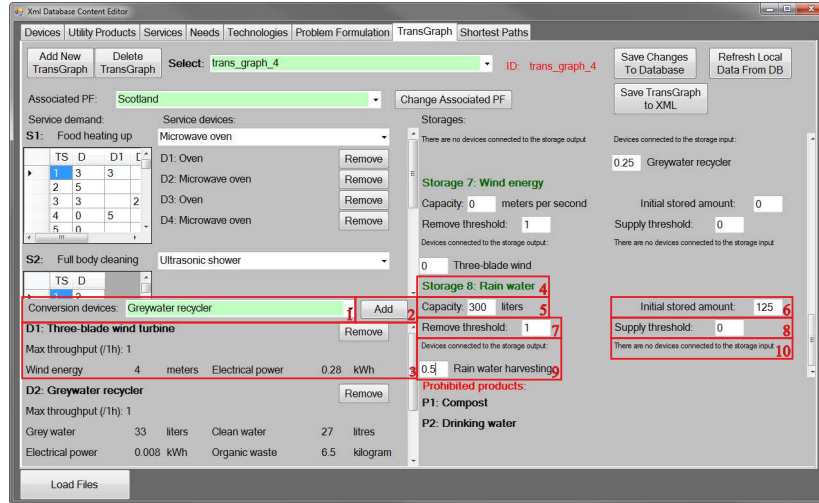 Xml Database Content Editor
Devices Utility Products Services Needs Technologies Problem Formulation TransGraph Shortest Paths
Add New TransGraph Delete TransGraph Select: trans_graph_4 ID: trans_graph_4 Save Changes To Database Refresh Local Data From DB
Associated PF: Scotland Change Associated PF Save TransGraph to XML
Service demand: Service devices: Storages:
S1: Food heating up Microwave oven There are no devices connected to the storage output Devices connected to the storage input:
TS D D1
1 3 3
2 5
3 3 2
4 0 5
5 0
D1: Oven Remove
D2: Microwave oven Remove
D3: Oven Remove
D4: Microwave oven Remove
0.25 Greywater recycler
Storage 7: Wind energy
Capacity: 0 meters per second Initial stored amount: 0
Remove threshold: 1 Supply threshold: 0
Devices connected to the storage output: There are no devices connected to the storage input
0 Three-blade wind
S2: Full body cleaning Ultrasonic shower
TS D
Conversion devices: Greywater recycler 1 Add 2
D1: Three-blade wind turbine Remove
Max throughput (/1h): 1
Wind energy 4 meters Electrical power 0.28 kWh 3
D2: Greywater recycler Remove
Max throughput (/1h): 1
Grey water 33 liters Clean water 27 litres
Electrical power 0.008 kWh Organic waste 6.5 kilogram
Storage 8: Rain water 4
Capacity: 300 liters 5 Initial stored amount: 125 6
Remove threshold: 1 7 Supply threshold: 0 8
Devices connected to the storage output: There are no devices connected to the storage input 10
0.5 Rain water harvesting 9
Prohibited products:
P1: Compost
P2: Drinking water
Load Files